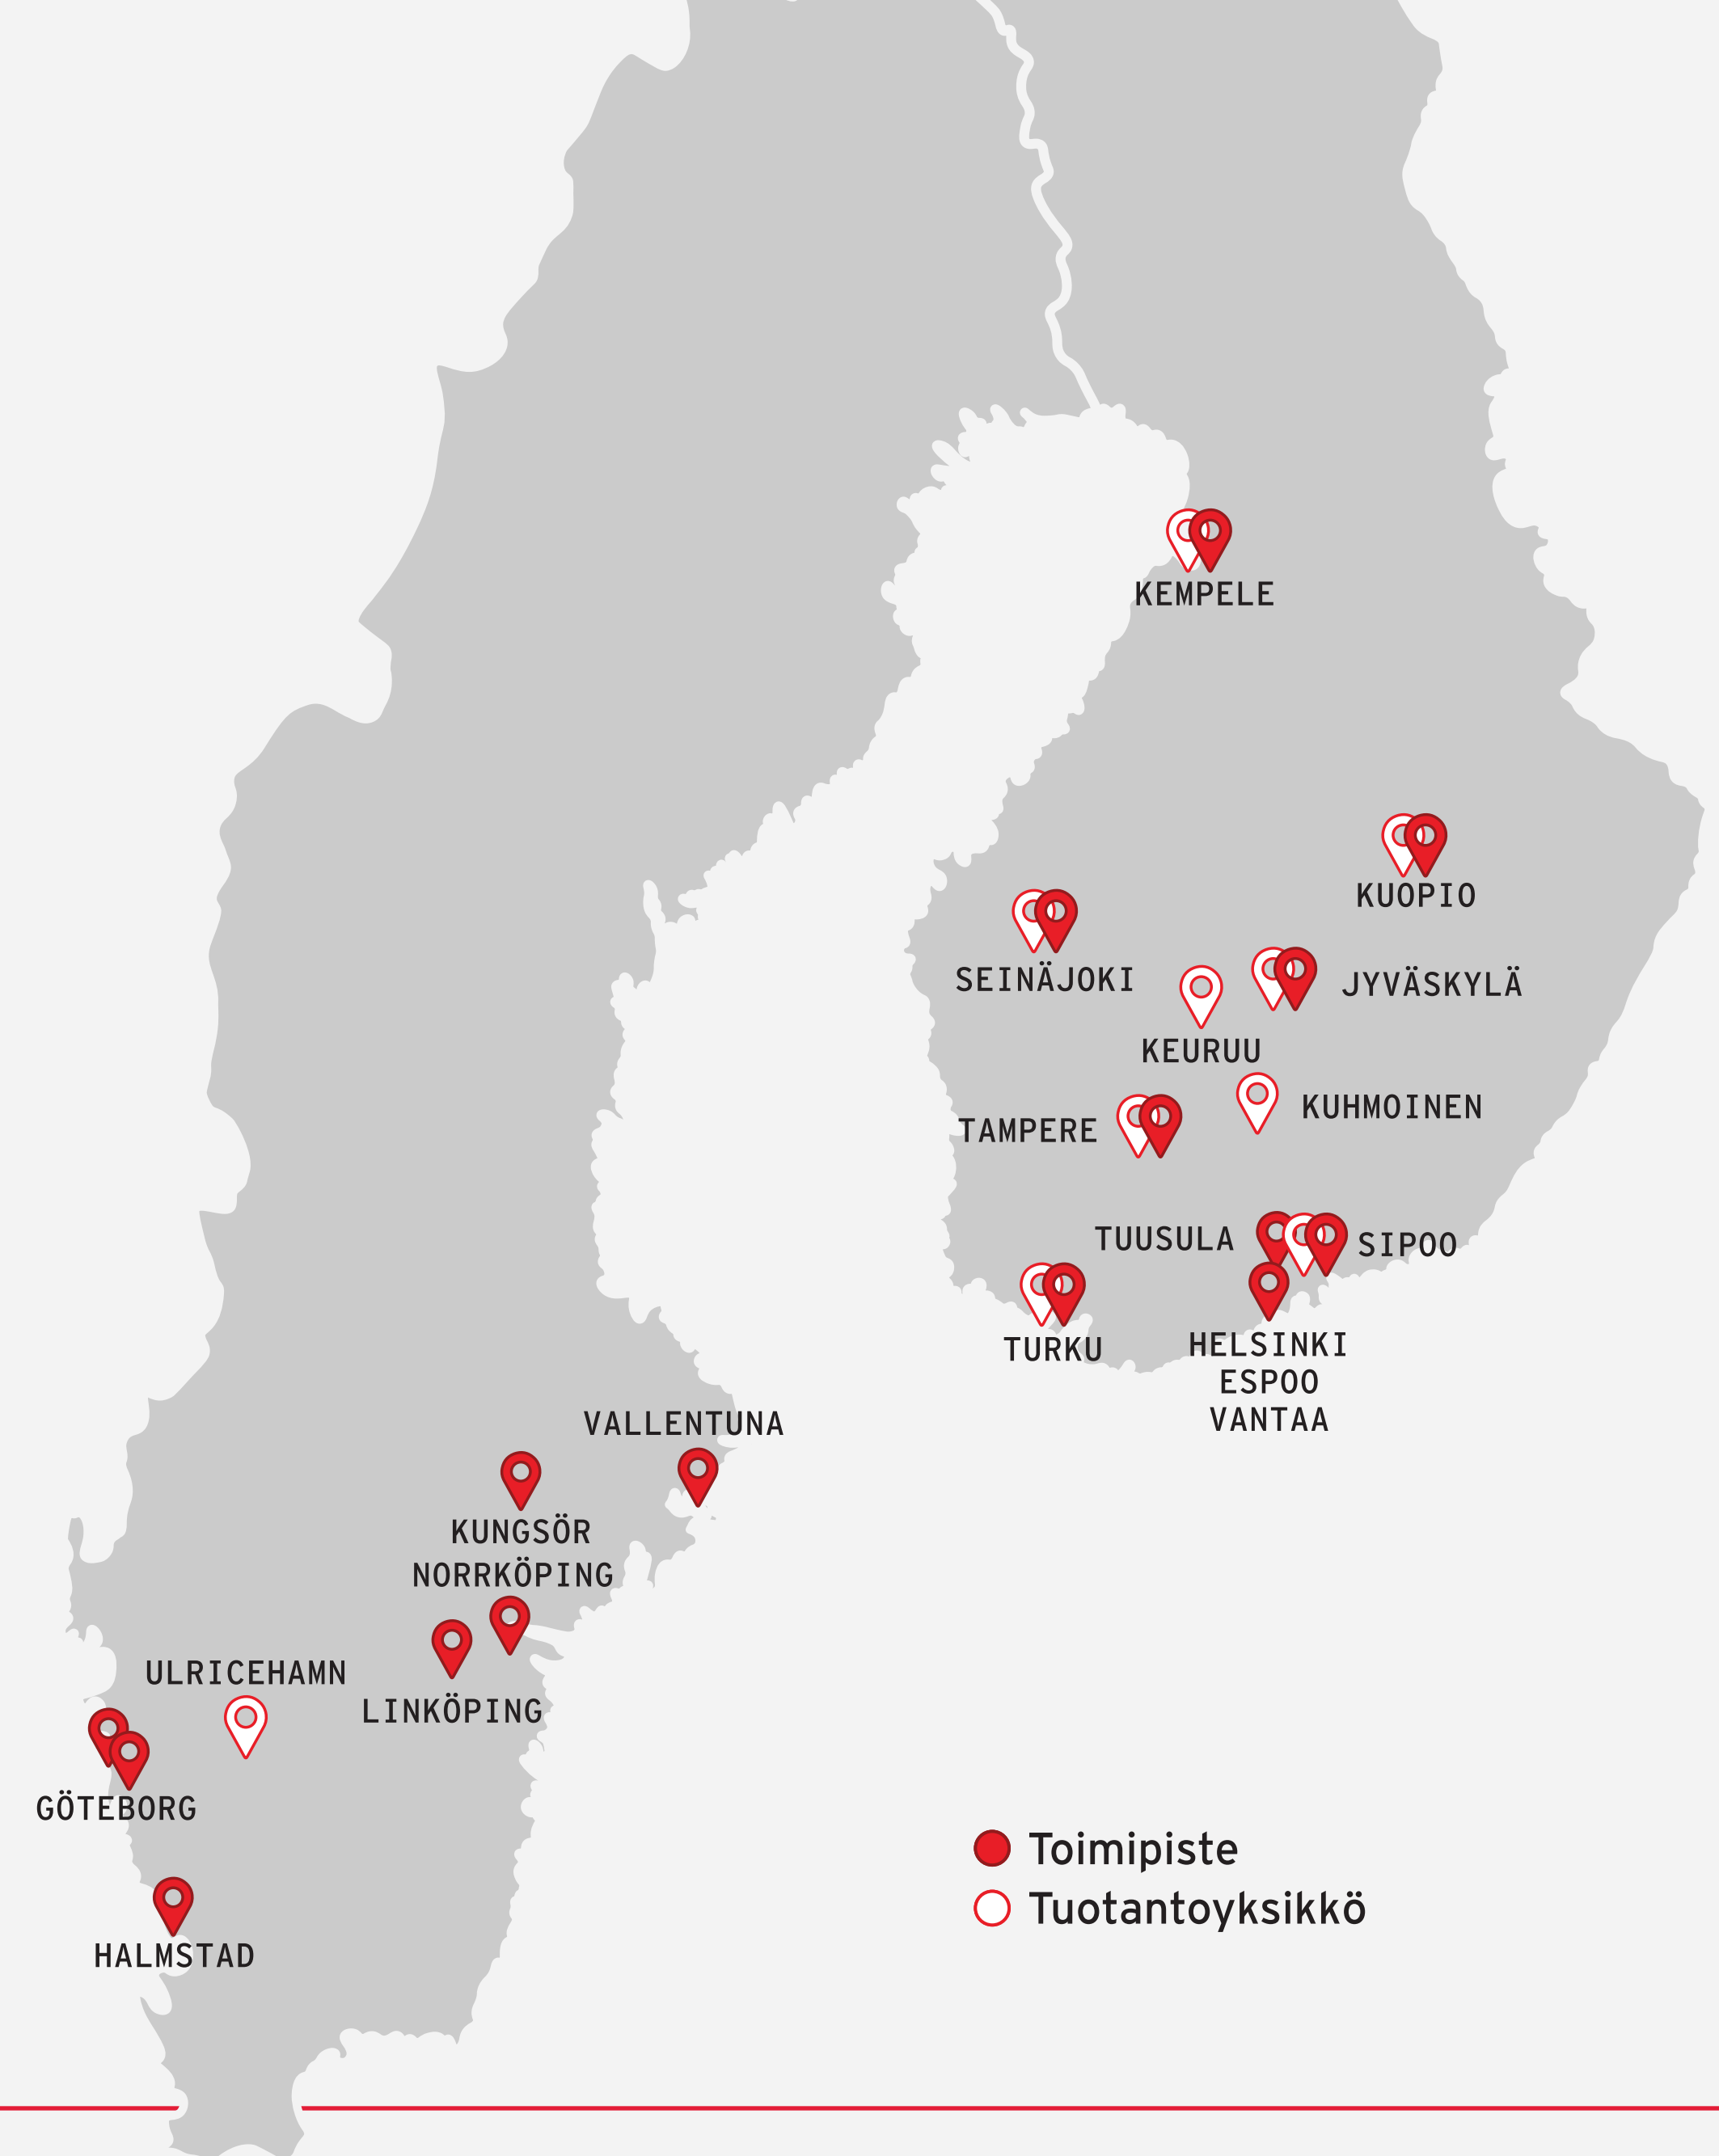 KEMPELE
KUOPIO
SEINÄJOKI
JYVÄSKYLÄ
KEURUU
KUHMOINEN
TAMPERE
TUUSULA
SIPOO
TURKU
HELSINKI
ESPOO
VANTAA
VALLENTUNA
KUNGSÖR
NORRKÖPING
ULRICEHAMN
LINKÖPING
GÖTEBORG
HALMSTAD
Toimipiste
Tuotantoyksikkö